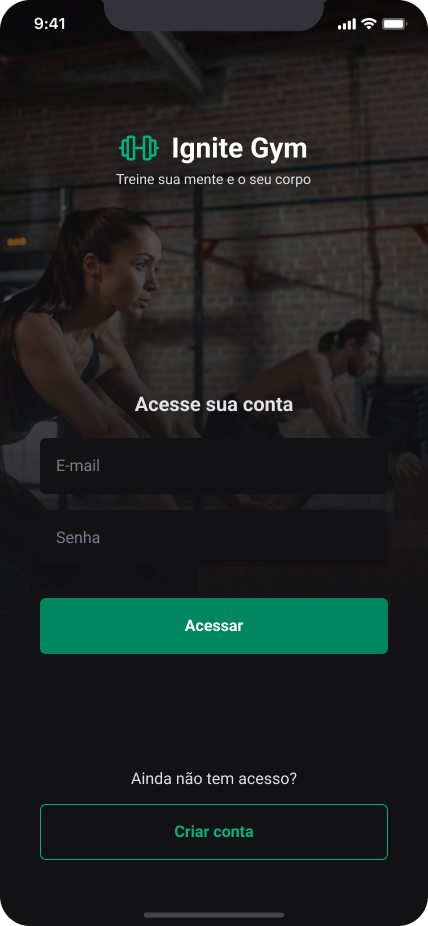 9:41
Ignite Gym
Treine sua mente e o seu corpo
Acesse sua conta
E-mail
Senha
Acessar
Ainda não tem acesso?
Criar conta